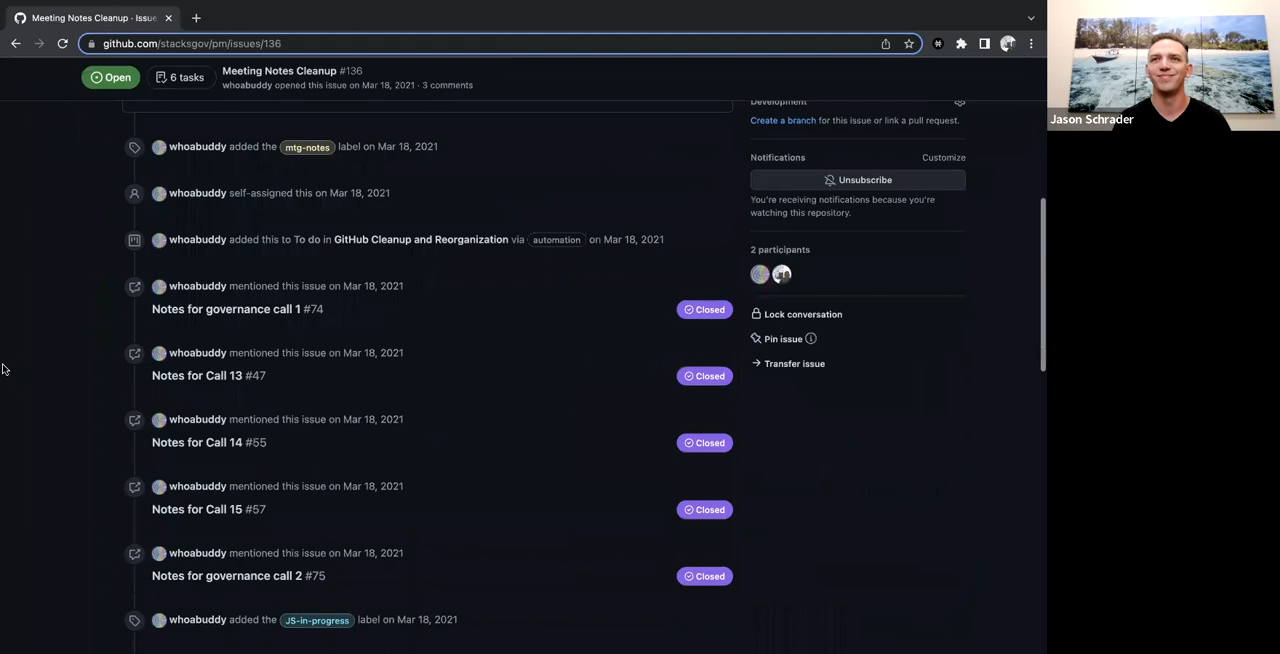 Meeting Notes Cleanup · Issue
github.com/stacksgov/pm/issues/136
Open
6 tasks
Meeting Notes Cleanup #136
whoabuddy opened this issue on Mar 18, 2021 · 3 comments
Development
Create a branch for this issue or link a pull request.
whoabuddy added the mtg-notes label on Mar 18, 2021
Notifications
Customize
Unsubscribe
You're receiving notifications because you're
watching this repository.
whoabuddy self-assigned this on Mar 18, 2021
whoabuddy added this to To do in GitHub Cleanup and Reorganization via automation on Mar 18, 2021
2 participants
whoabuddy mentioned this issue on Mar 18, 2021
Notes for governance call 1 #74
Closed
Lock conversation
Pin issue
Transfer issue
whoabuddy mentioned this issue on Mar 18, 2021
Notes for Call 13 #47
Closed
whoabuddy mentioned this issue on Mar 18, 2021
Notes for Call 14 #55
Closed
whoabuddy mentioned this issue on Mar 18, 2021
Notes for Call 15 #57
Closed
whoabuddy mentioned this issue on Mar 18, 2021
Notes for governance call 2 #75
Closed
whoabuddy added the JS-in-progress label on Mar 18, 2021
Jason Schrader